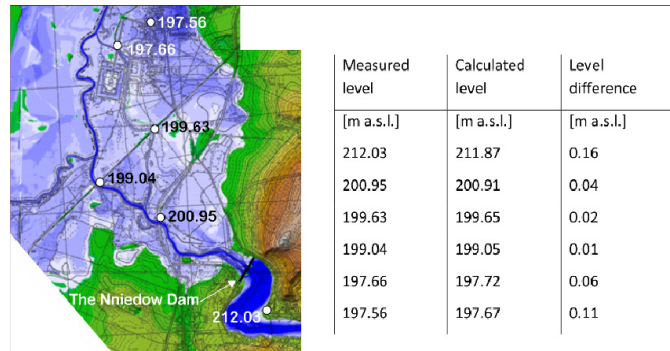 197.56
197.66
199.63
199.04
200.95
The Nniedow Dam
212.03
Measured level Calculated level Level difference
[m a.s.l.] [m a.s.l.] [m a.s.l.]
212.03 211.87 0.16
200.95 200.91 0.04
199.63 199.65 0.02
199.04 199.05 0.01
197.66 197.72 0.06
197.56 197.67 0.11